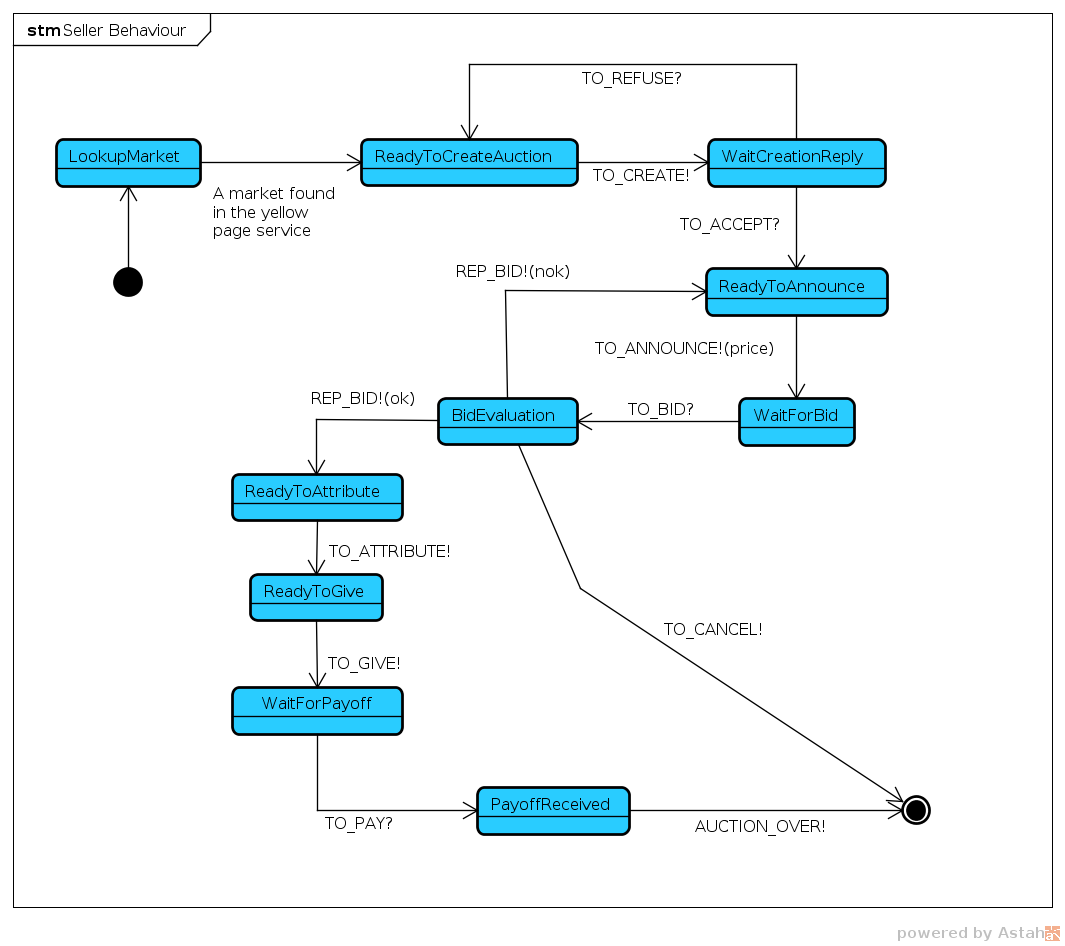 stm Seller Behaviour
TO_REFUSE?
LookupMarket
ReadyToCreateAuction
WaitCreationReply
TO_CREATE!
A market found
in the yellow
page service
TO_ACCEPT?
REP_BID!(nok)
ReadyToAnnounce
TO_ANNOUNCE!(price)
REP_BID!(ok)
BidEvaluation
TO_BID?
WaitForBid
ReadyToAttribute
TO_ATTRIBUTE!
ReadyToGive
TO_CANCEL!
TO_GIVE!
WaitForPayoff
PayoffReceived
TO_PAY?
AUCTION_OVER!
powered by Astah